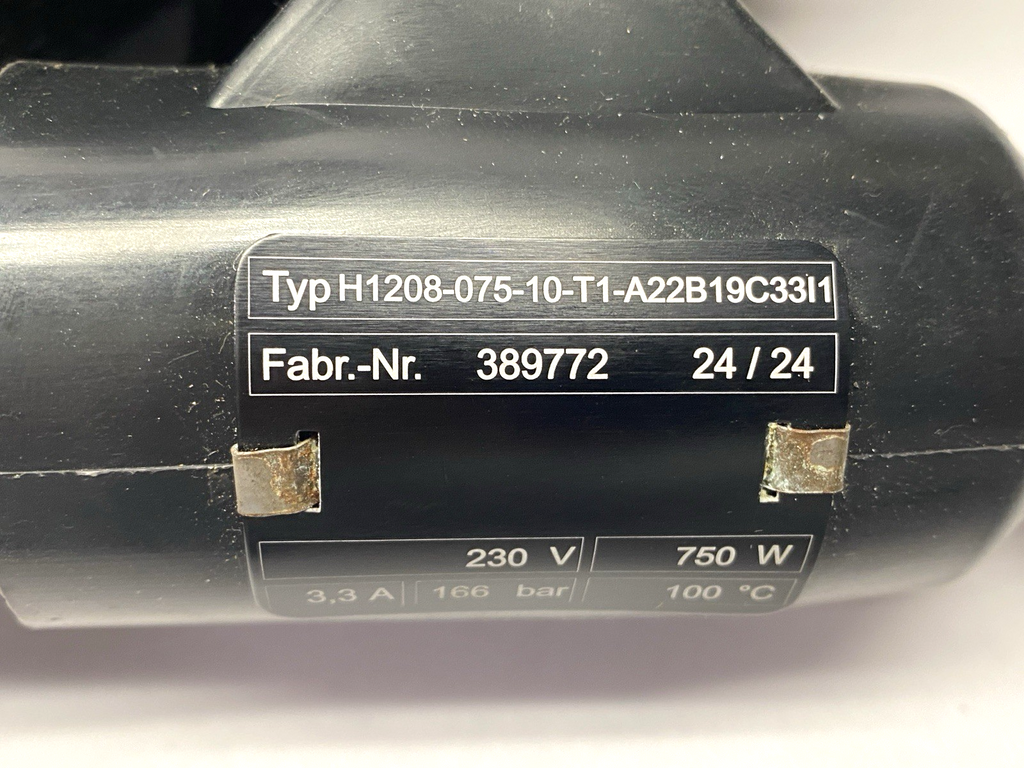 Typ H1208-075-10-T1-A22B19C33I1
Fabr.-Nr. 389772 24 / 24
230 V 750 W
3,3 A 166 bar 100 °C